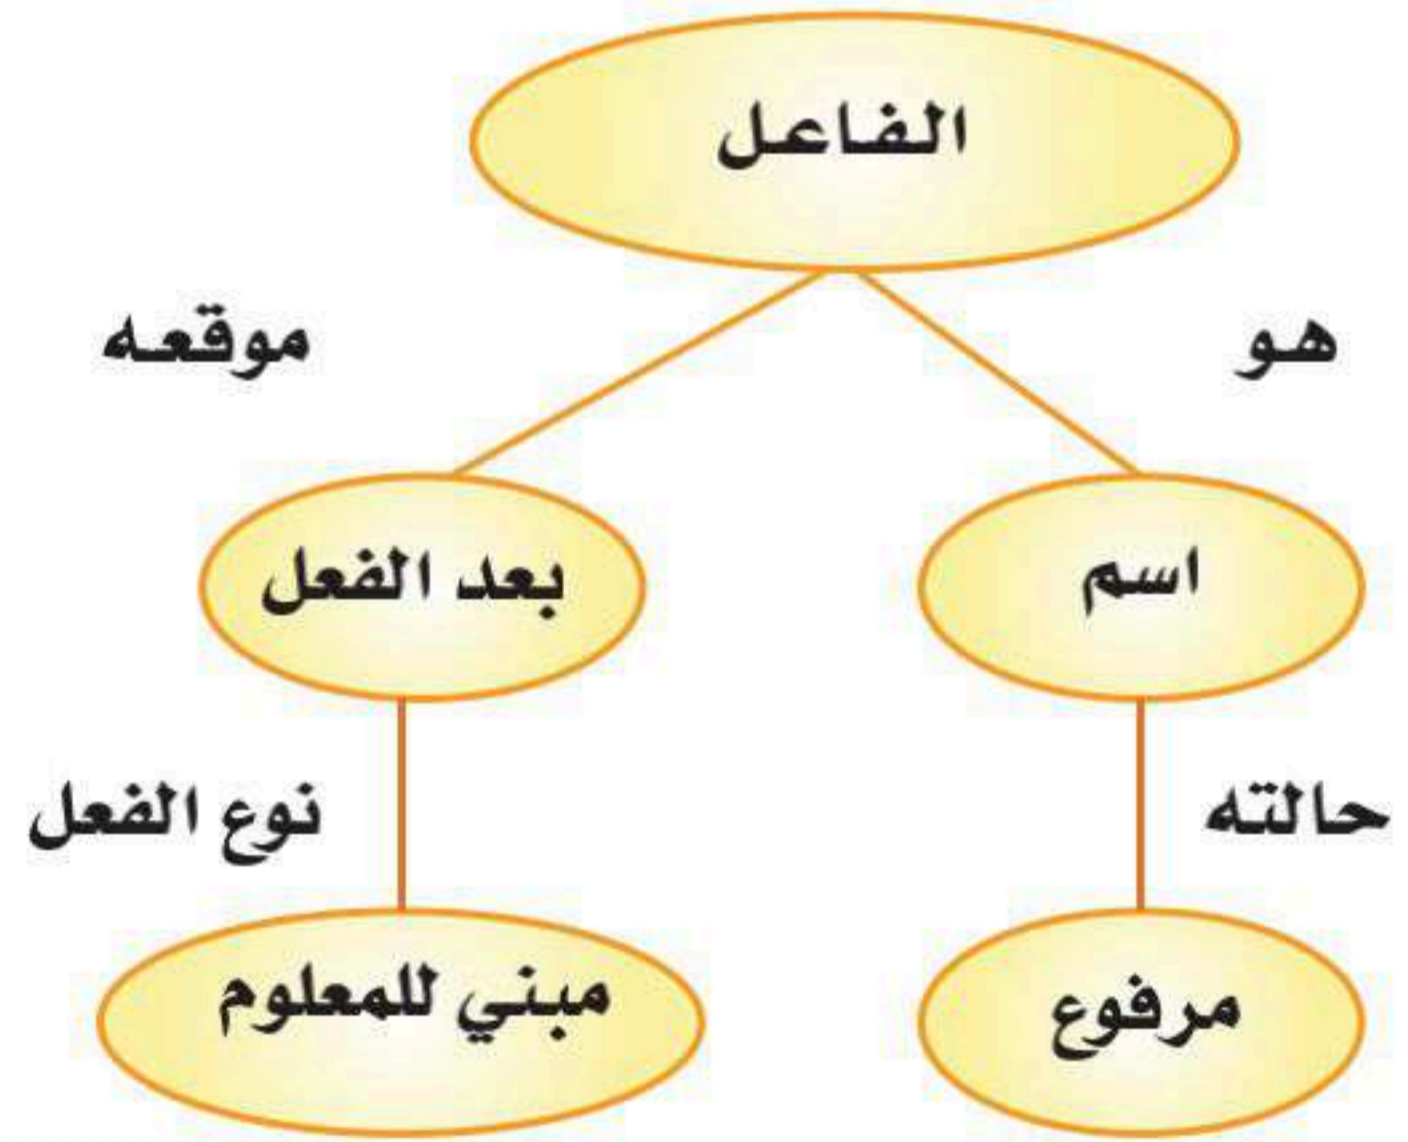 الفاعل
هو
موقعه
اسم
بعد الفعل
حالته
نوع الفعل
مرفوع
مبني للمعلوم